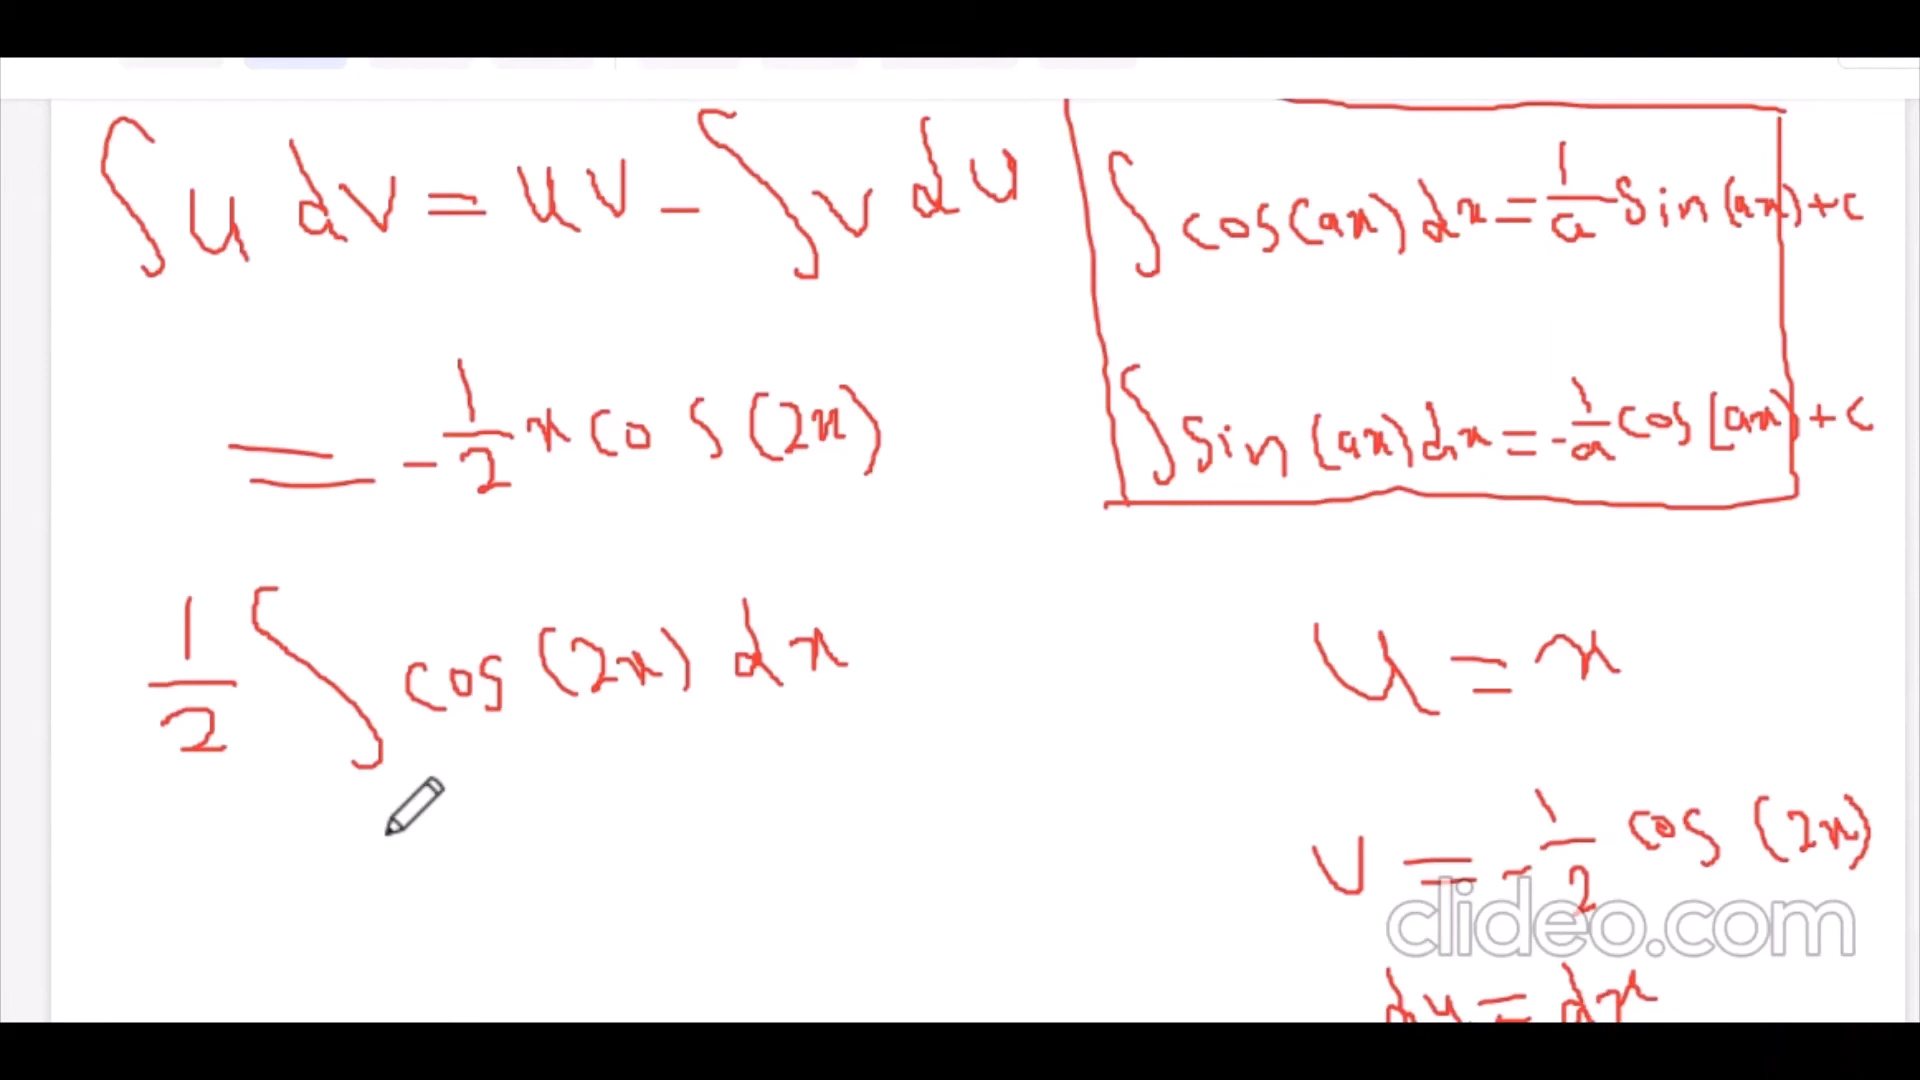 ∫ u dv = uv - ∫ v du
∫ cos(ax) dx = 1/a Sin(ax) + c
= - 1/2 x cos(2x)
∫ Sin(ax) dx = - 1/a cos(ax) + c
1/2 ∫ cos(2x) dx
u = x
v = - 1/2 cos(2x)
clideo.com
du = dx